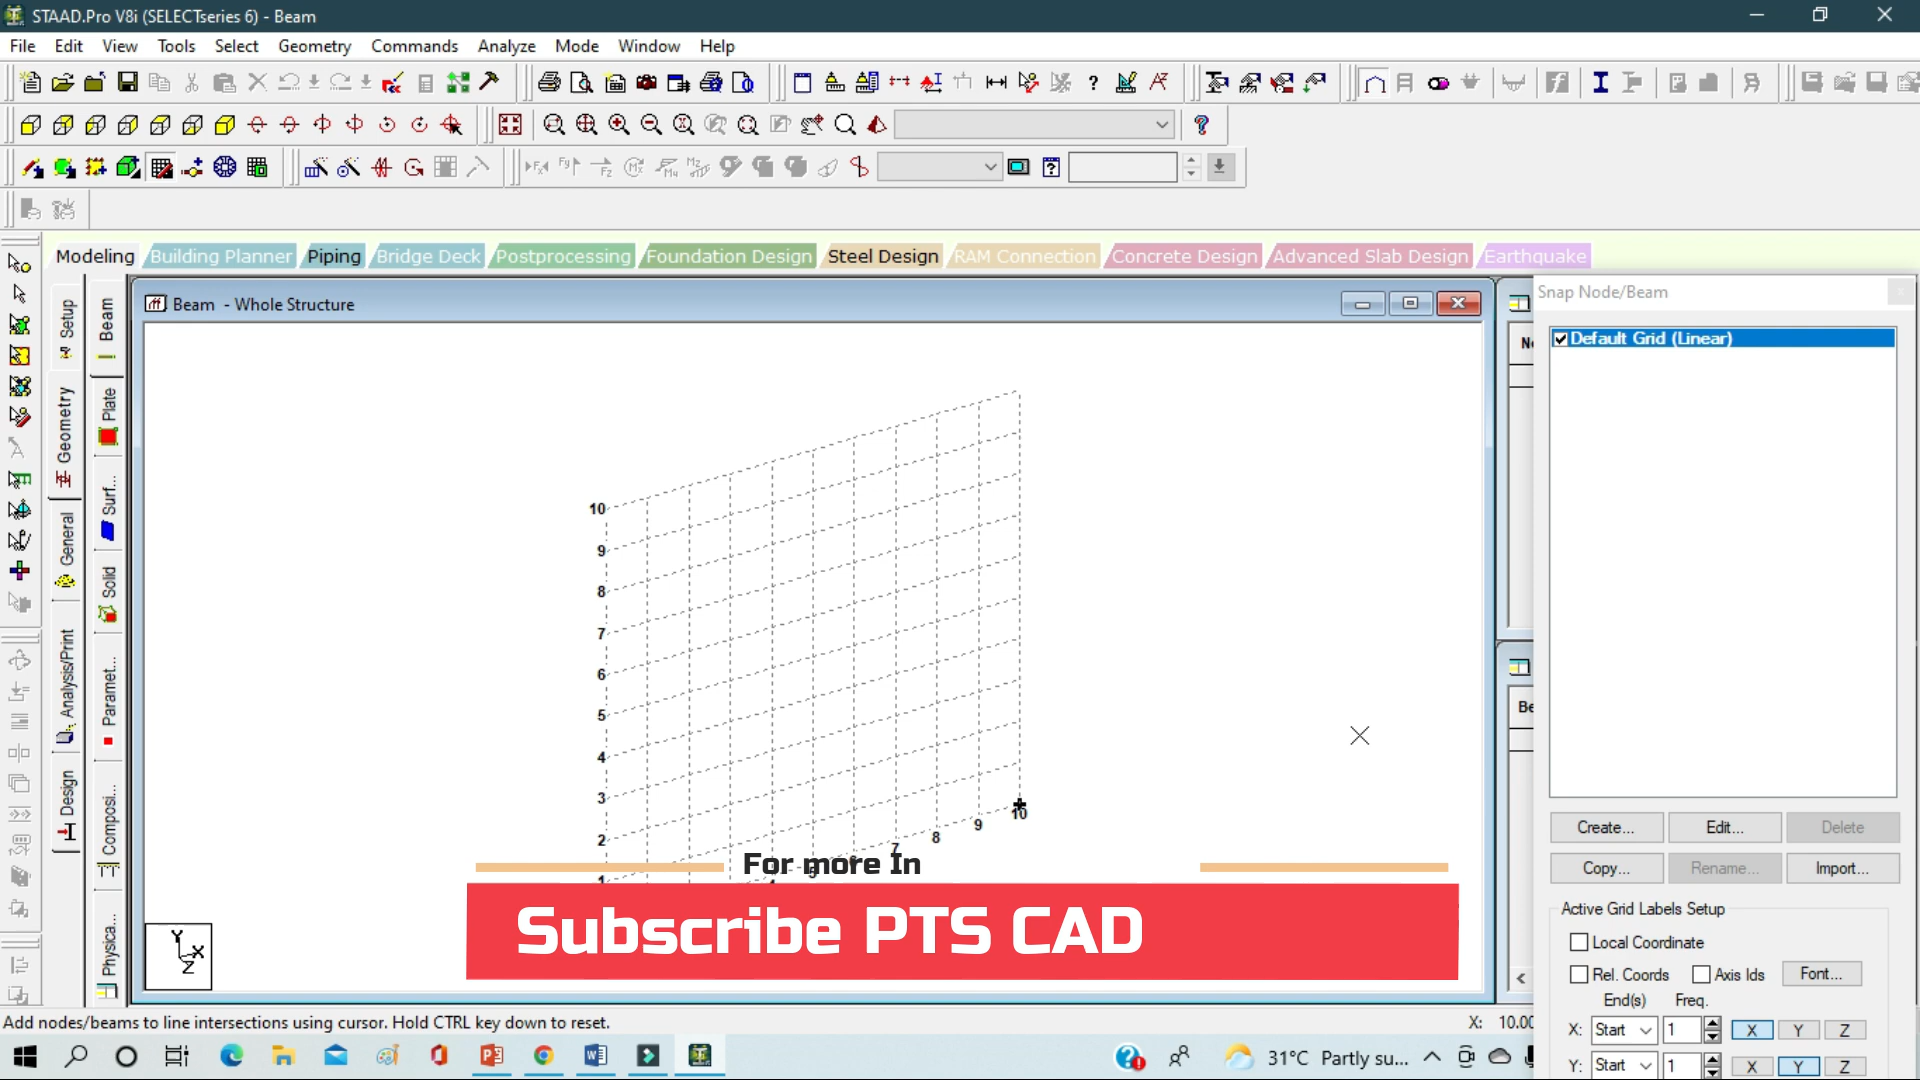 STAAD.Pro V8i (SELECTseries 6) - Beam
File Edit View Tools Select Geometry Commands Analyze Mode Window Help
Modeling Building Planner Piping Bridge Deck Postprocessing Foundation Design Steel Design RAM Connection Concrete Design Advanced Slab Design Earthquake
Setup
Geometry
General
Analysis/Print
Design
Beam
Plate
Surf...
Solid
Paramet...
Composi...
Physica...
Beam - Whole Structure
10
9
8
7
6
5
4
3
2
1
7
8
9
10
Y
X
Z
For more In
Subscribe PTS CAD
Snap Node/Beam
Default Grid (Linear)
Create... Edit... Delete
Copy... Rename... Import...
Active Grid Labels Setup
Local Coordinate
Rel. Coords Axis Ids Font...
End(s) Freq.
X: Start 1 X Y Z
Y: Start 1 X Y Z
Add nodes/beams to line intersections using cursor. Hold CTRL key down to reset.
X: 10.00
31°C Partly su...